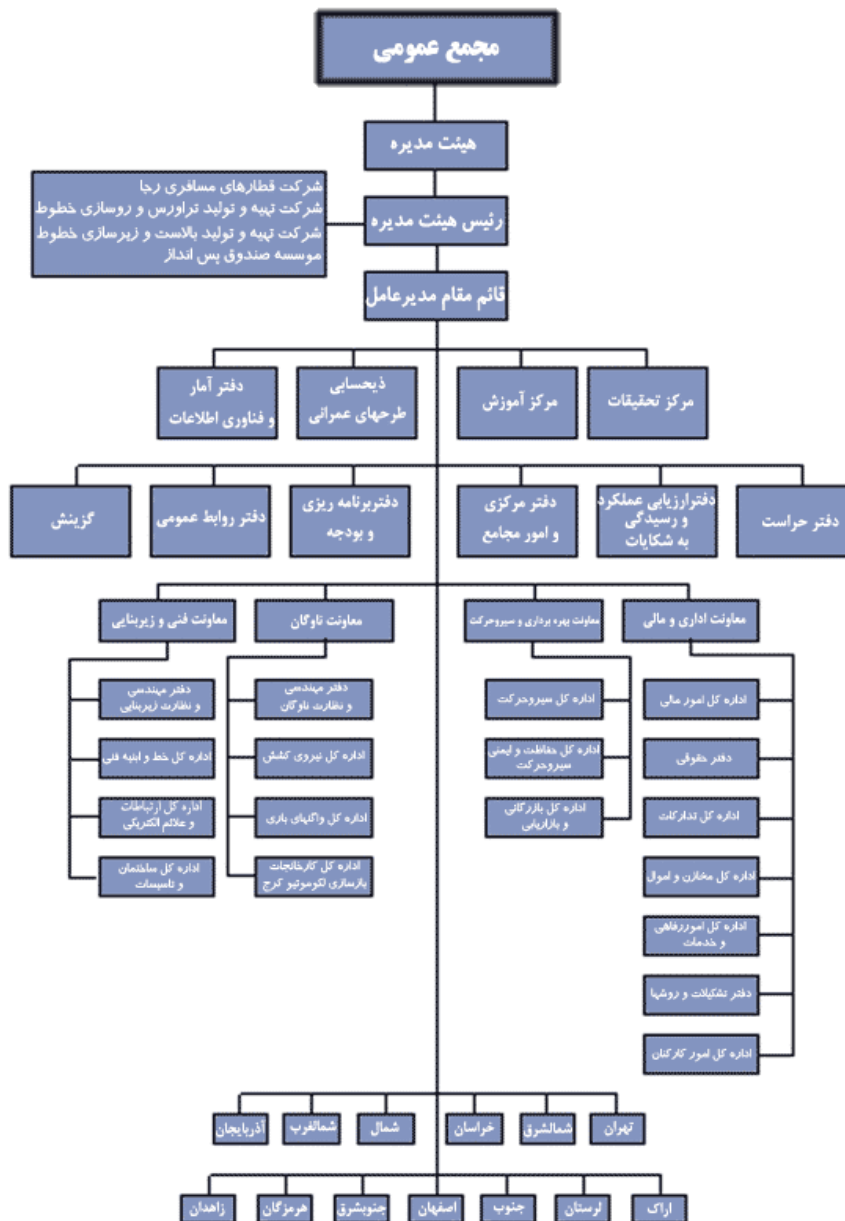 مجمع عمومی
هیئت مدیره
رئیس هیئت مدیره
شرکت قطارهای مسافری رجا
شرکت تهیه و تولید تراورس و روسازی خطوط
شرکت تهیه و تولید بالاست و زیرسازی خطوط
موسسه صندوق پس انداز
قائم مقام مدیرعامل
مرکز تحقیقات
مرکز آموزش
ذیحسابی
طرحهای عمرانی
دفتر آمار
و فناوری اطلاعات
دفتر حراست
دفترارزیابی عملکرد
و رسیدگی
به شکایات
دفتر مرکزی
و امور مجامع
دفتربرنامه ریزی
و بودجه
دفتر روابط عمومی
گزینش
معاونت اداری و مالی
معاونت بهره برداری و سیروحرکت
معاونت ناوگان
معاونت فنی و زیربنایی
اداره کل امور مالی
دفتر حقوقی
اداره کل تدارکات
اداره کل مخازن و اموال
اداره کل اموررفاهی
و خدمات
دفتر تشکیلات و روشها
اداره کل امور کارکنان
اداره کل سیروحرکت
اداره کل حفاظت و ایمنی
سیروحرکت
اداره کل بازرگانی
و بازاریابی
دفتر مهندسی
و نظارت ناوگان
اداره کل نیروی کشش
اداره کل واگنهای باری
اداره کل کارخانجات
بازسازی لکوموتیو کرج
دفتر مهندسی
و نظارت زیربنایی
اداره کل خط و ابنیه فنی
اداره کل ارتباطات
و علائم الکتریکی
اداره کل ساختمان
و تاسیسات
تهران
شمالشرق
خراسان
شمال
شمالغرب
آذربایجان
اراک
لرستان
جنوب
اصفهان
جنوبشرق
هرمزگان
زاهدان